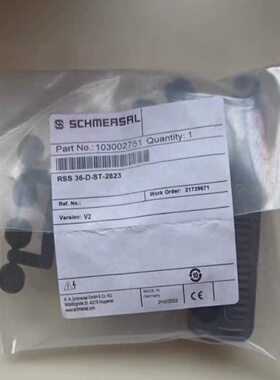 SCHMERSAL
Part No.: 103002751 Quantity: 1
RSS 36-D-ST-2823
Work Order: 21729671
Ref No.:
Version: V2
K. A. Schmersal GmbH & Co. KG
Möddinghofe 30, 42279 Wuppertal
www.schmersal.com
MADE IN
Germany
CE